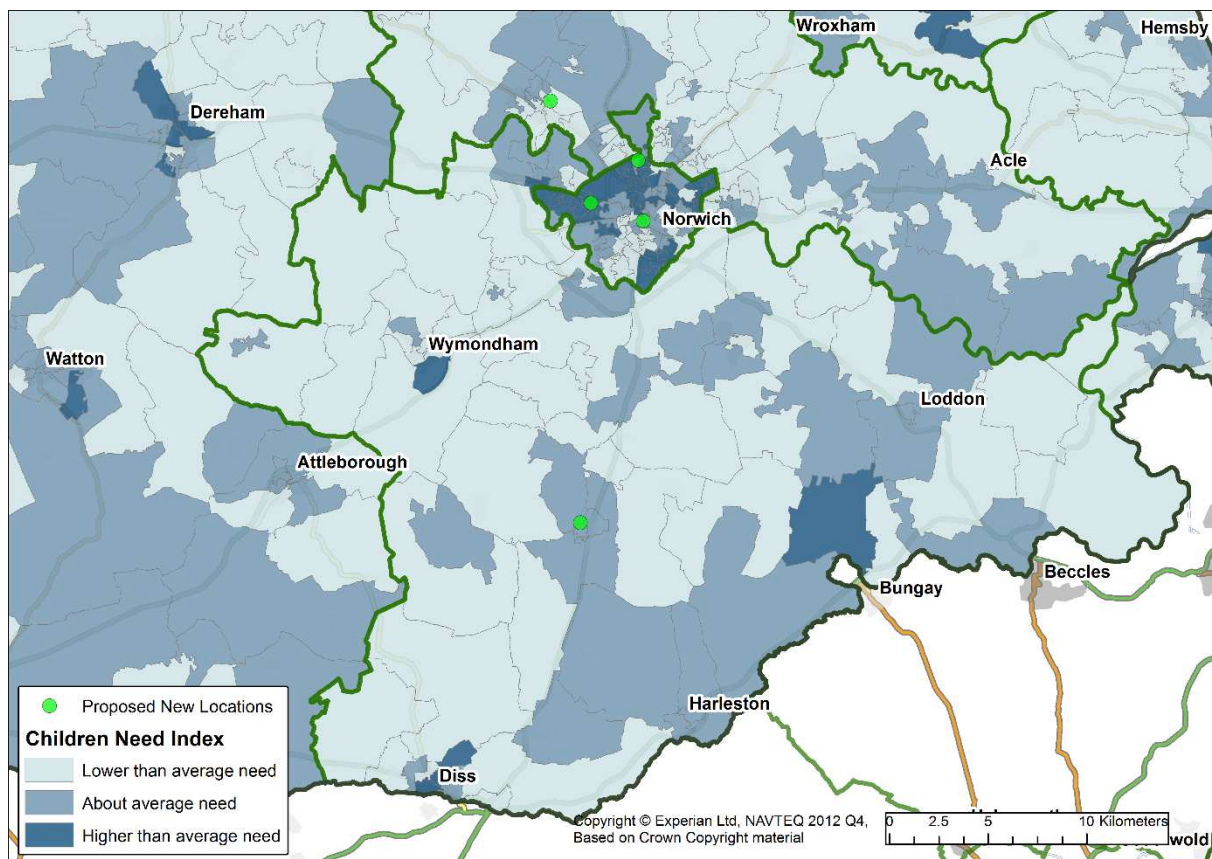 Wroxham
Hemsby
Dereham
Acle
Norwich
Wymondham
Watton
Loddon
Attleborough
Beccles
Bungay
Harleston
Diss
Proposed New Locations
Children Need Index
Lower than average need
About average need
Higher than average need
Copyright © Experian Ltd, NAVTEQ 2012 Q4,
Based on Crown Copyright material
0 2.5 5 10 Kilometers
wold